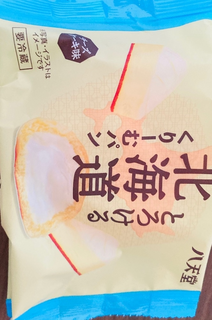 八天堂
とろける
北海道
くりーむパン
チーズ
ケーキ味
写真・イラストは
イメージです
要冷蔵